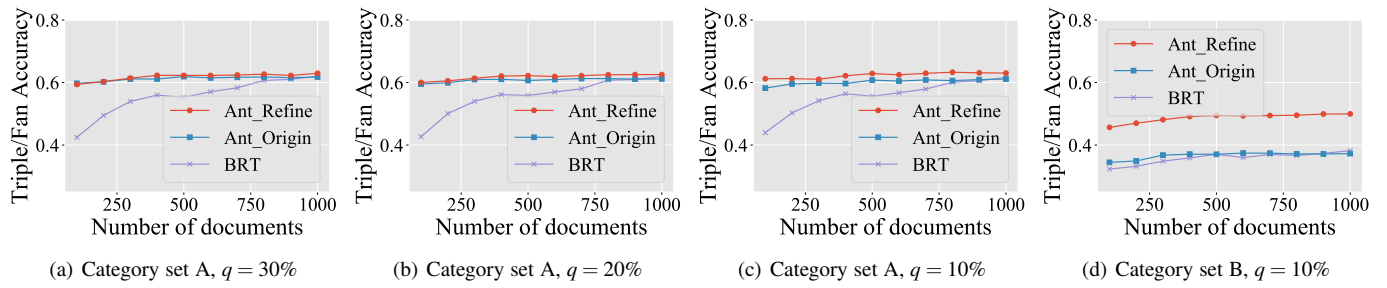 Triple/Fan Accuracy
0.8
0.6
0.4
Ant_Refine
Ant_Origin
BRT
250
500
750
1000
Number of documents
(a) Category set A, q = 30%
Triple/Fan Accuracy
0.8
0.6
0.4
Ant_Refine
Ant_Origin
BRT
250
500
750
1000
Number of documents
(b) Category set A, q = 20%
Triple/Fan Accuracy
0.8
0.6
0.4
Ant_Refine
Ant_Origin
BRT
250
500
750
1000
Number of documents
(c) Category set A, q = 10%
Triple/Fan Accuracy
0.8
0.6
0.4
Ant_Refine
Ant_Origin
BRT
250
500
750
1000
Number of documents
(d) Category set B, q = 10%